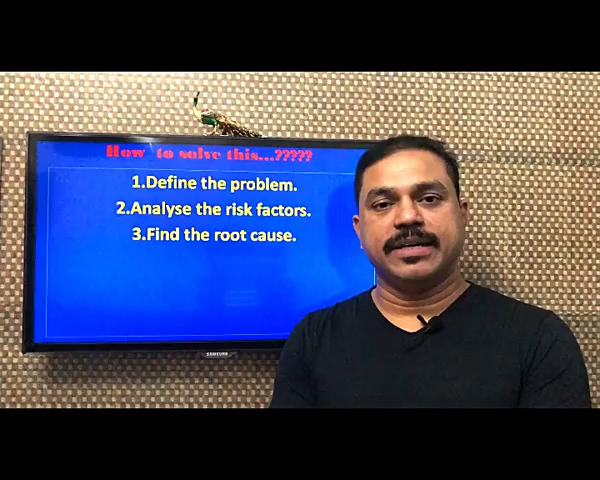 How to solve this...?????
1.Define the problem.
2.Analyse the risk factors.
3.Find the root cause.
SAMSUNG